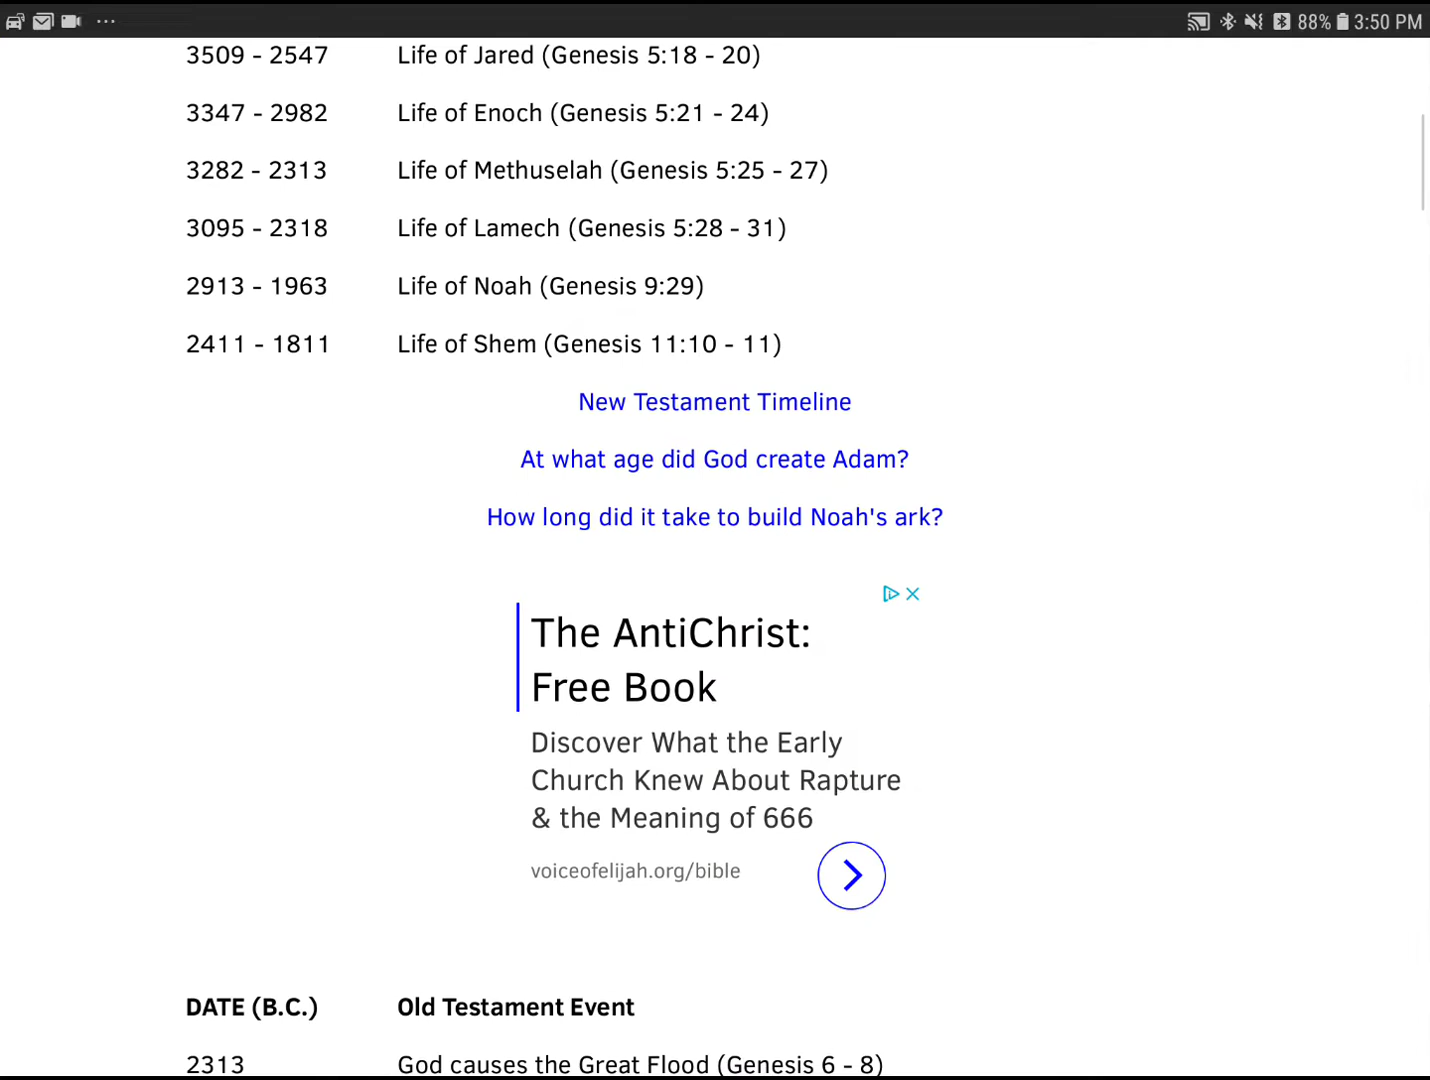 ... 88% 3:50 PM
3509 - 2547 Life of Jared (Genesis 5:18 - 20)
3347 - 2982 Life of Enoch (Genesis 5:21 - 24)
3282 - 2313 Life of Methuselah (Genesis 5:25 - 27)
3095 - 2318 Life of Lamech (Genesis 5:28 - 31)
2913 - 1963 Life of Noah (Genesis 9:29)
2411 - 1811 Life of Shem (Genesis 11:10 - 11)
New Testament Timeline
At what age did God create Adam?
How long did it take to build Noah's ark?
The AntiChrist:
Free Book
Discover What the Early
Church Knew About Rapture
& the Meaning of 666
voiceofelijah.org/bible
DATE (B.C.) Old Testament Event
2313 God causes the Great Flood (Genesis 6 - 8)